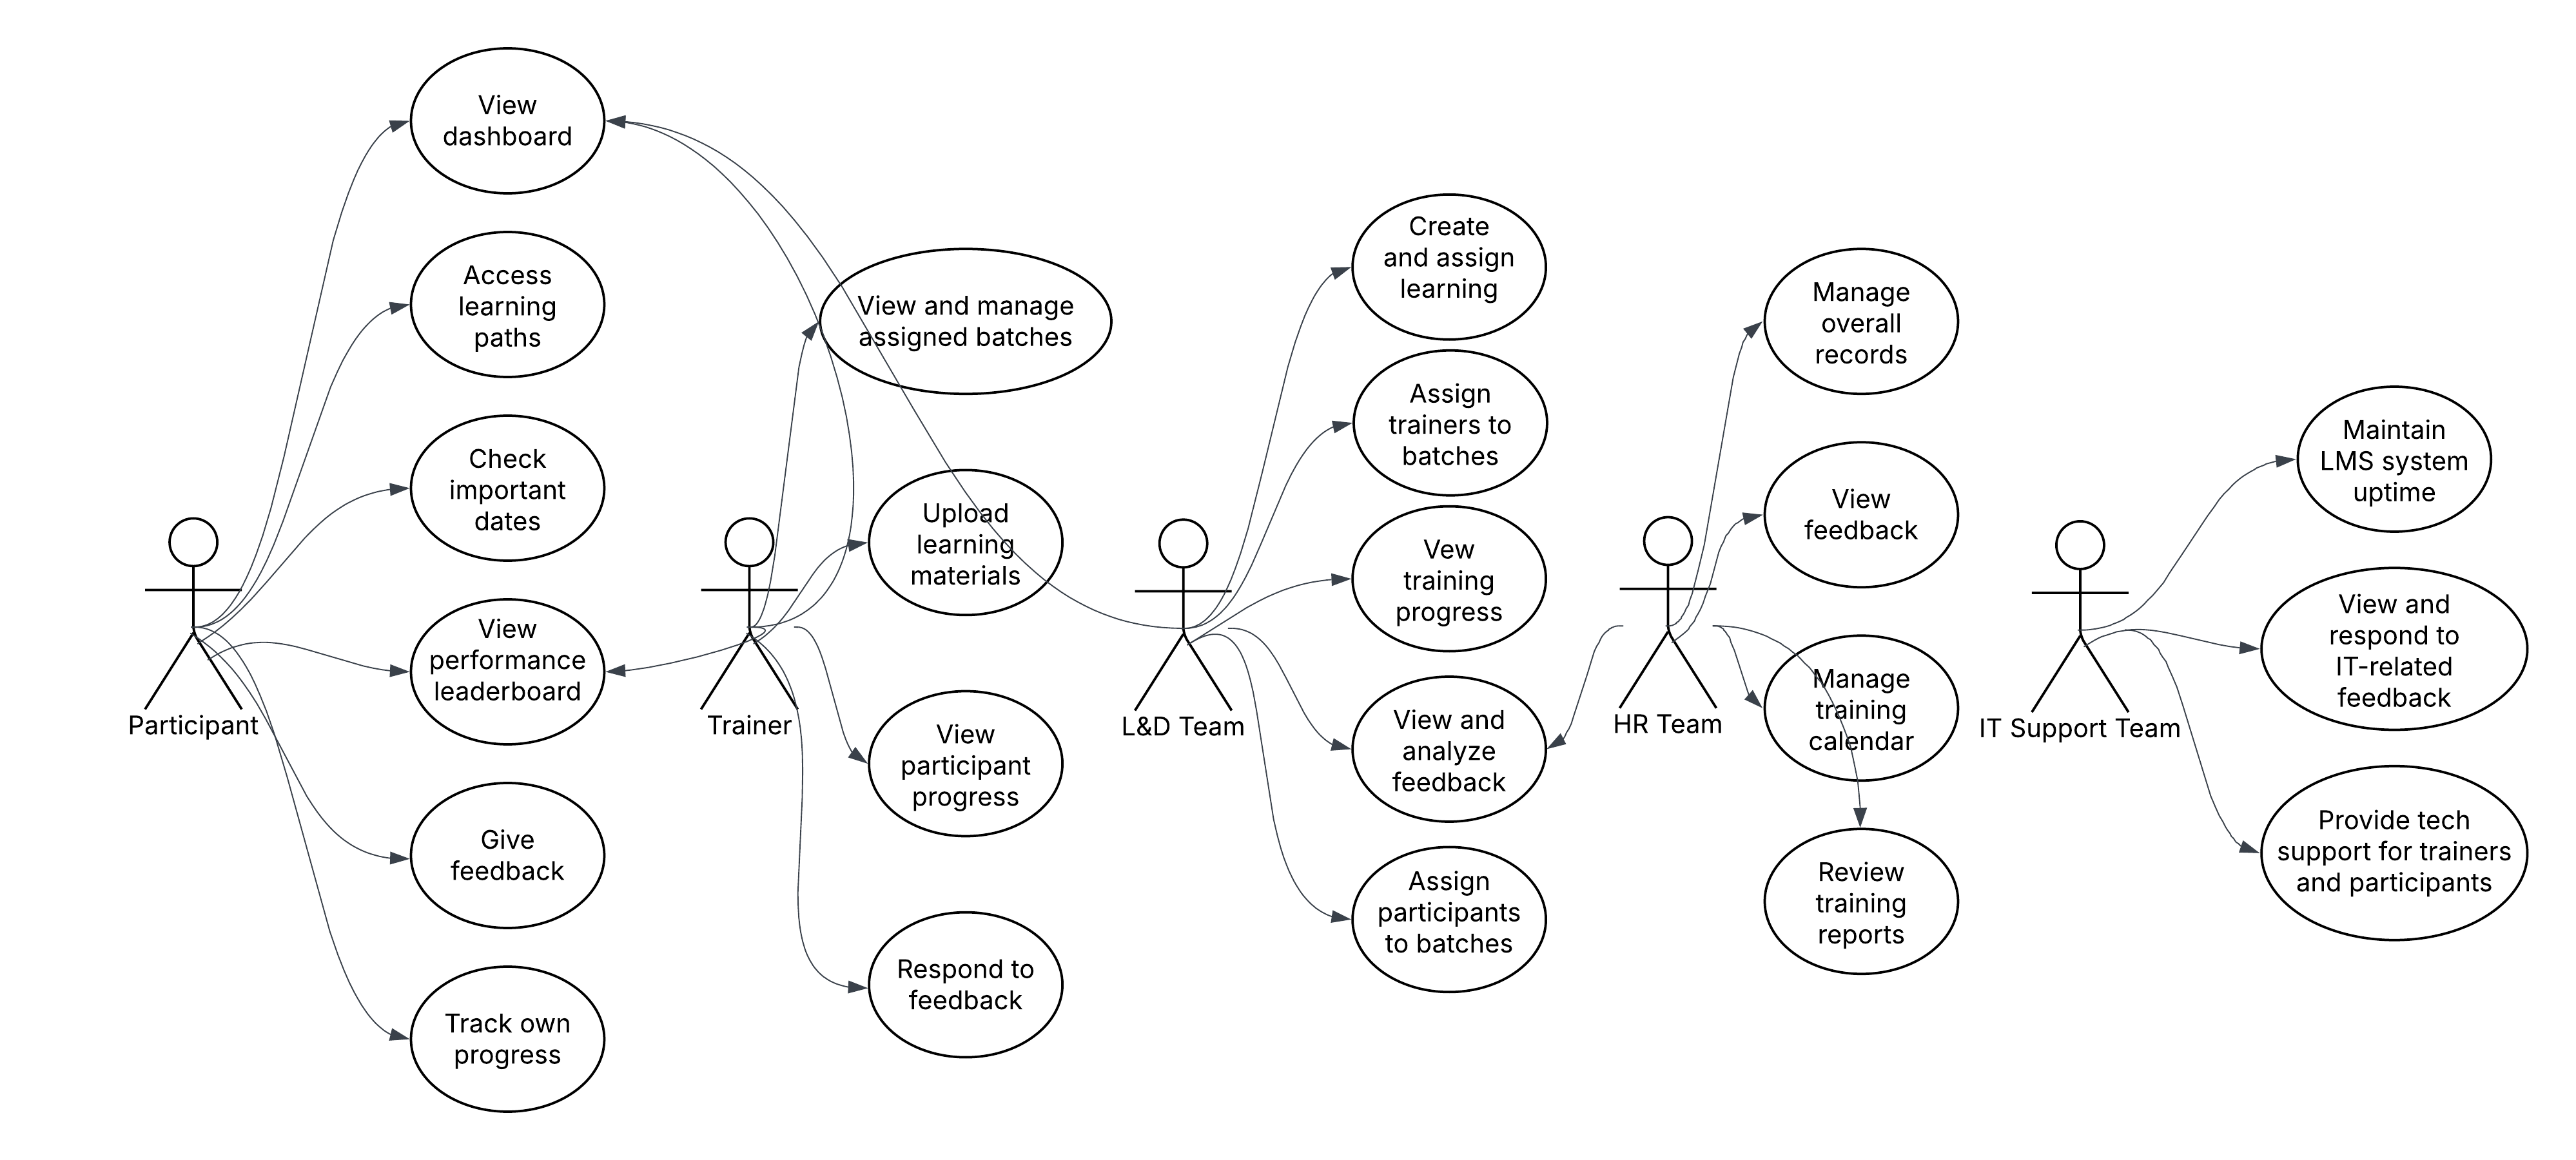 View
dashboard
Access
learning
paths
Check
important
dates
View
performance
leaderboard
Give
feedback
Track own
progress
Participant
View and manage
assigned batches
Upload
learning
materials
View
participant
progress
Respond to
feedback
Trainer
Create
and assign
learning
Assign
trainers to
batches
Vew
training
progress
View and
analyze
feedback
Assign
participants
to batches
L&D Team
Manage
overall
records
View
feedback
Manage
training
calendar
Review
training
reports
HR Team
Maintain
LMS system
uptime
View and
respond to
IT-related
feedback
Provide tech
support for trainers
and participants
IT Support Team